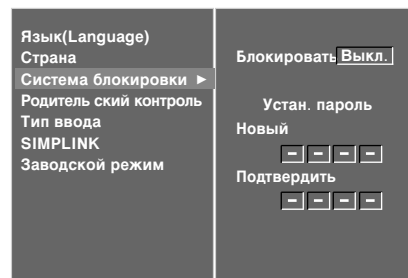 Язык(Language)
Страна
Система блокировки ►
Родитель ский контроль
Тип ввода
SIMPLINK
Заводской режим
Блокировать Выкл.
Устан. пароль
Новый
– – – –
Подтвердить
– – – –